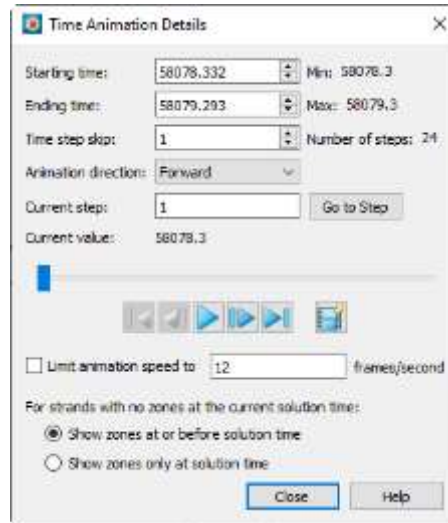 Time Animation Details
Starting time: 58078.332 Min: 58078.3
Ending time: 58079.293 Max: 58079.3
Time step skip: 1 Number of steps: 24
Animation direction: Forward
Current step: 1 Go to Step
Current value: 58078.3
Limit animation speed to 12 frames/second
For strands with no zones at the current solution time:
Show zones at or before solution time
Show zones only at solution time
Close Help